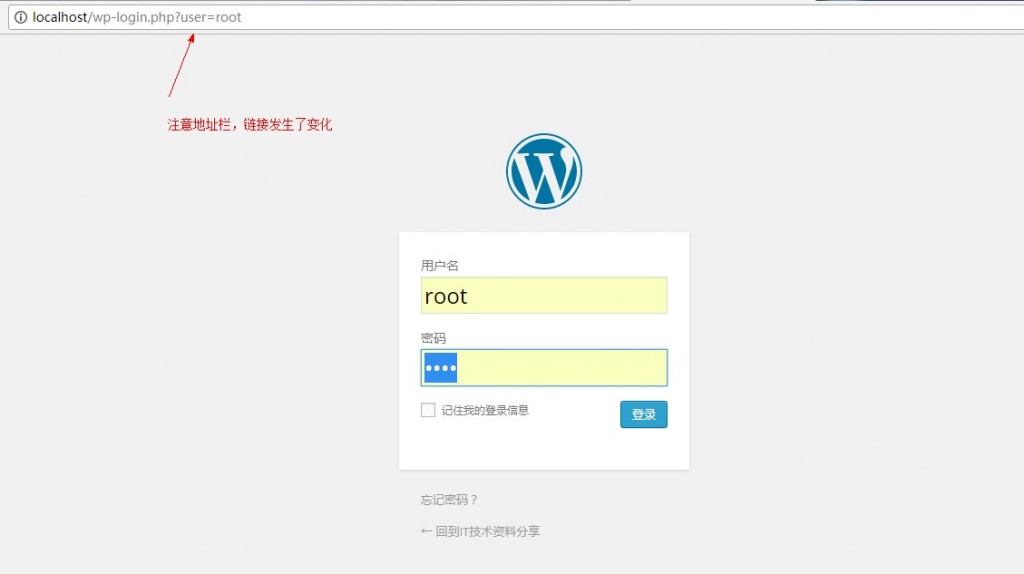 localhost/wp-login.php?user=root
注意地址栏，链接发生了变化
用户名
root
密码
••••
记住我的登录信息
登录
忘记密码？
← 回到IT技术资料分享